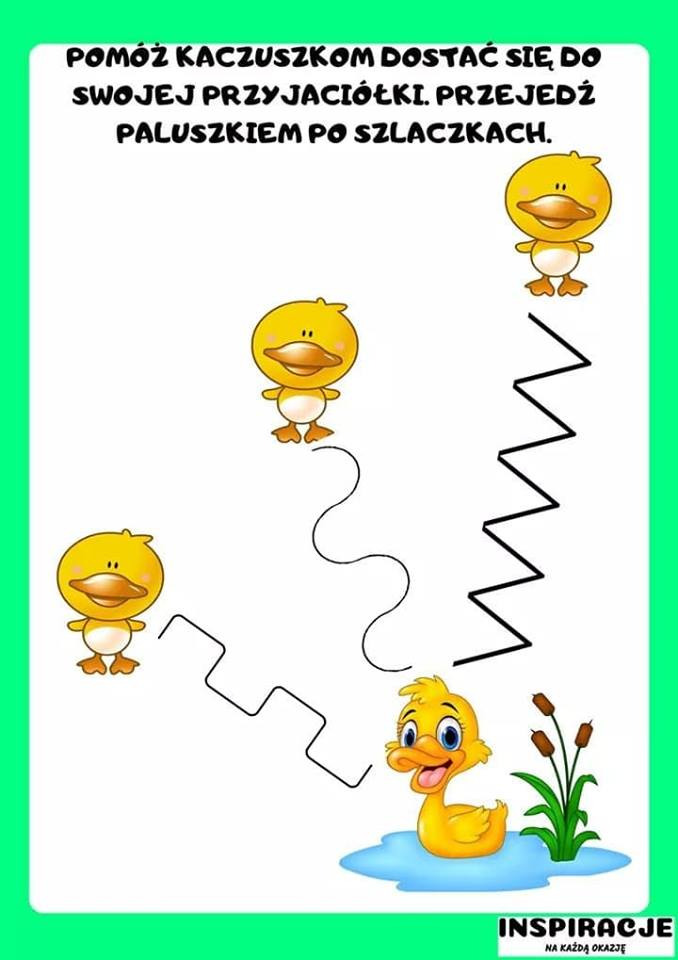 POMÓŻ KACZUSZKOM DOSTAĆ SIĘ DO
SWOJEJ PRZYJACIÓŁKI. PRZEJEDŹ
PALUSZKIEM PO SZLACZKACH.
INSPIRACJE
NA KAŻDĄ OKAZJĘ